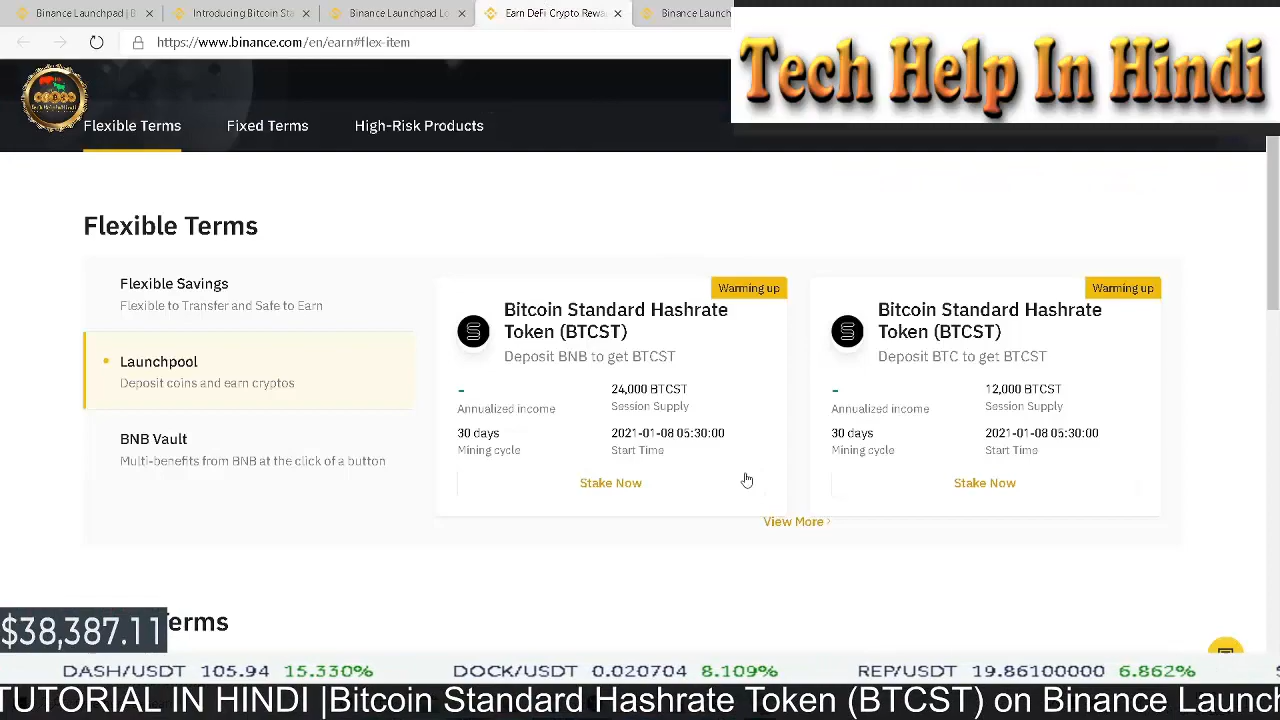 Binance Launchpad | B
Introducing Bitcoin Sta
Binance Launchpad Lo
Earn DeFi Crypto Rewa
Binance Launch
https://www.binance.com/en/earn#flex-item
Tech Help In Hindi
Flexible Terms
Fixed Terms
High-Risk Products
Flexible Terms
Flexible Savings
Flexible to Transfer and Safe to Earn
Launchpool
Deposit coins and earn cryptos
BNB Vault
Multi-benefits from BNB at the click of a button
Warming up
Bitcoin Standard Hashrate
Token (BTCST)
Deposit BNB to get BTCST
- 24,000 BTCST
Annualized income Session Supply
30 days 2021-01-08 05:30:00
Mining cycle Start Time
Stake Now
Warming up
Bitcoin Standard Hashrate
Token (BTCST)
Deposit BTC to get BTCST
- 12,000 BTCST
Annualized income Session Supply
30 days 2021-01-08 05:30:00
Mining cycle Start Time
Stake Now
View More
erms
$38,387.11
DASH/USDT 105.94 15.330% DOCK/USDT 0.020704 8.109% REP/USDT 19.86100000 6.862%
TUTORIAL IN HINDI |Bitcoin Standard Hashrate Token (BTCST) on Binance Launch